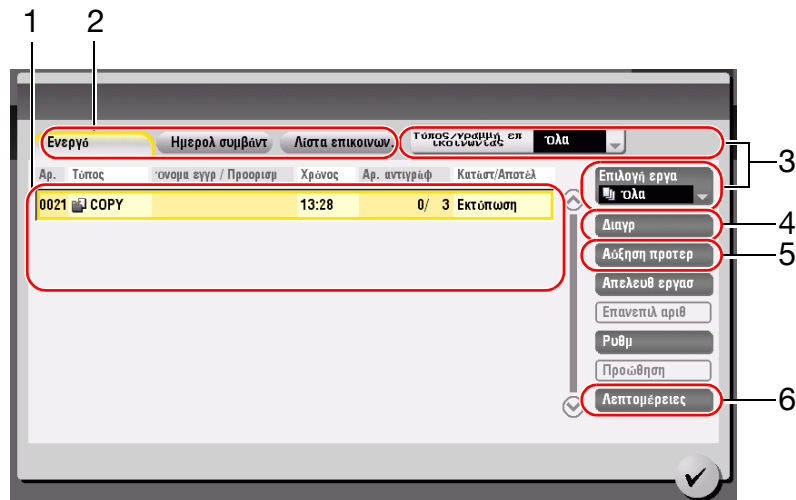 1
2
Ενεργό
Ημερολ συμβάντ
Λίστα επικοινων.
Τύπος/γραμμή επ
ικοινωνίας
Όλα
3
Αρ.
Τύπος
Όνομα εγγρ / Προορισμ
Χρόνος
Αρ. αντιγράφ
Κατάστ/Αποτέλ
Επιλογή εργα
Όλα
0021
COPY
13:28
0/ 3
Εκτύπωση
Διαγρ
4
Αύξηση προτερ
5
Απελευθ εργασ
Επανεπιλ αριθ
Ρυθμ
Προώθηση
Λεπτομέρειες
6